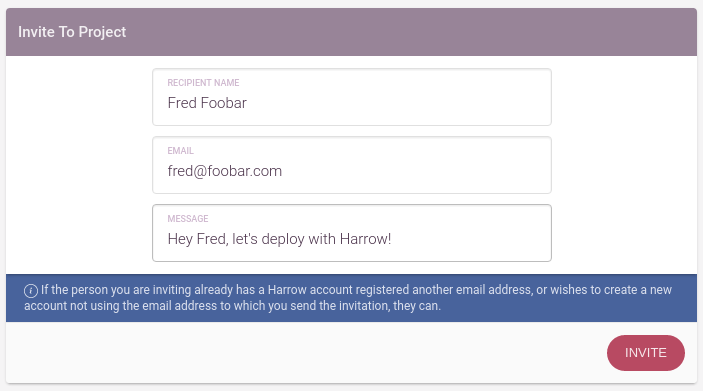 Invite To Project
RECIPIENT NAME
Fred Foobar
EMAIL
fred@foobar.com
MESSAGE
Hey Fred, let's deploy with Harrow!
If the person you are inviting already has a Harrow account registered another email address, or wishes to create a new
account not using the email address to which you send the invitation, they can.
INVITE